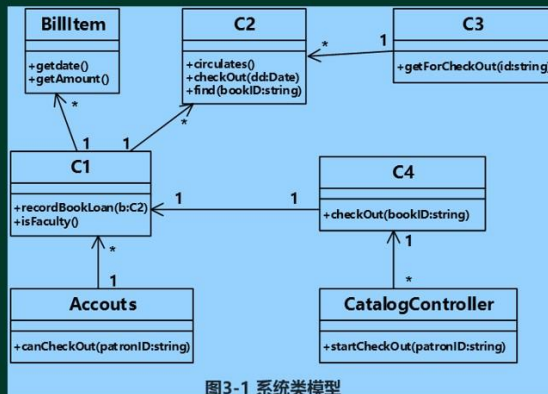 BillItem
+getdate()
+getAmount()
C2
+circulates()
+checkOut(dd:Date)
+find(bookID:string)
C3
+getForCheckOut(id:string)
*
1
*
1
1
*
C1
+recordBookLoan(b:C2)
+isFaculty()
C4
+checkOut(bookID:string)
1
1
*
1
1
*
Accouts
+canCheckOut(patronID:string)
CatalogController
+startCheckOut(patronID:string)
图3-1 系统类模型